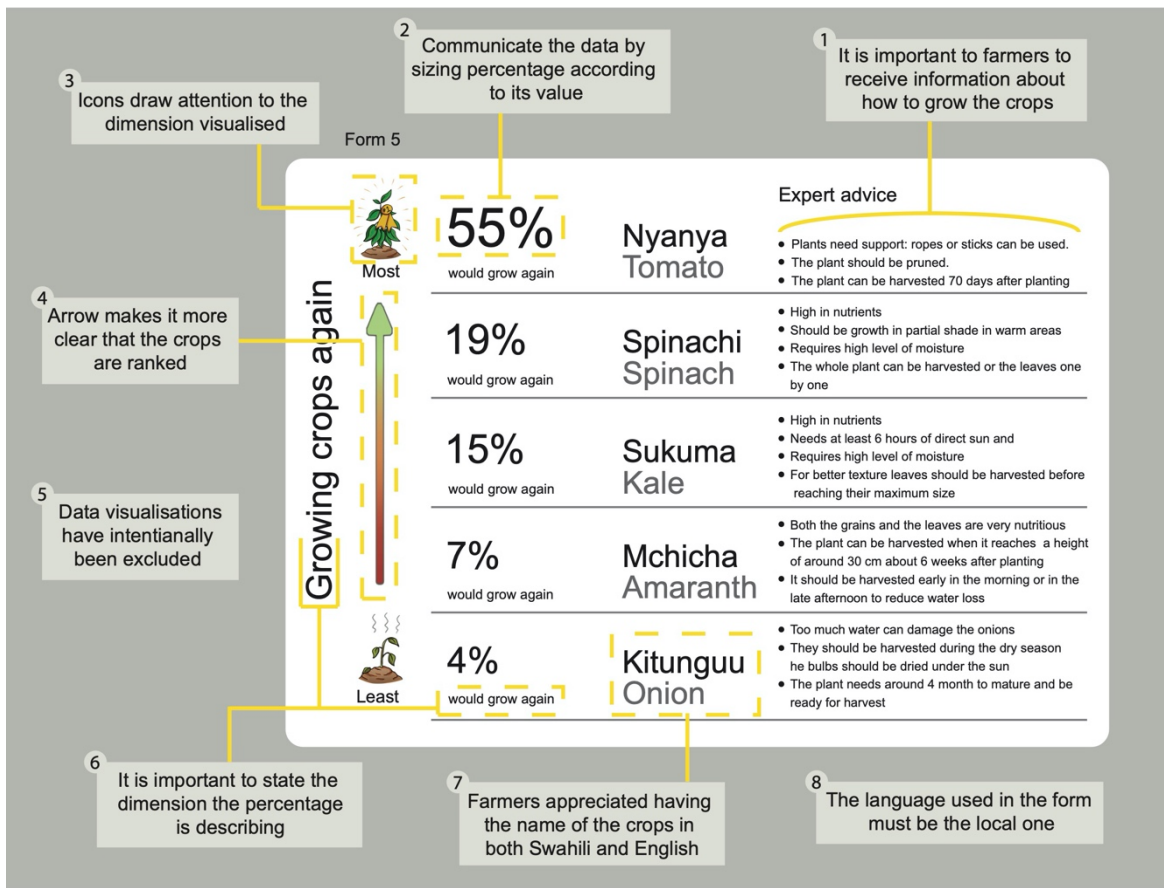 2
Communicate the data by
sizing percentage according
to its value
1
It is important to farmers to
receive information about
how to grow the crops
3
Icons draw attention to the
dimension visualised
Form 5
Expert advice
Most
55%
would grow again
Nyanya
Tomato
• Plants need support: ropes or sticks can be used.
• The plant should be pruned.
• The plant can be harvested 70 days after planting
4
Arrow makes it more
clear that the crops
are ranked
Growing crops again
19%
would grow again
Spinachi
Spinach
• High in nutrients
• Should be growth in partial shade in warm areas
• Requires high level of moisture
• The whole plant can be harvested or the leaves one
by one
15%
would grow again
Sukuma
Kale
• High in nutrients
• Needs at least 6 hours of direct sun and
• Requires high level of moisture
• For better texture leaves should be harvested before
reaching their maximum size
5
Data visualisations
have intentianally
been excluded
7%
would grow again
Mchicha
Amaranth
• Both the grains and the leaves are very nutritious
• The plant can be harvested when it reaches a height
of around 30 cm about 6 weeks after planting
• It should be harvested early in the morning or in the
late afternoon to reduce water loss
Least
4%
would grow again
Kitunguu
Onion
• Too much water can damage the onions
• They should be harvested during the dry season
he bulbs should be dried under the sun
• The plant needs around 4 month to mature and be
ready for harvest
6
It is important to state the
dimension the percentage
is describing
7
Farmers appreciated having
the name of the crops in
both Swahili and English
8
The language used in the form
must be the local one